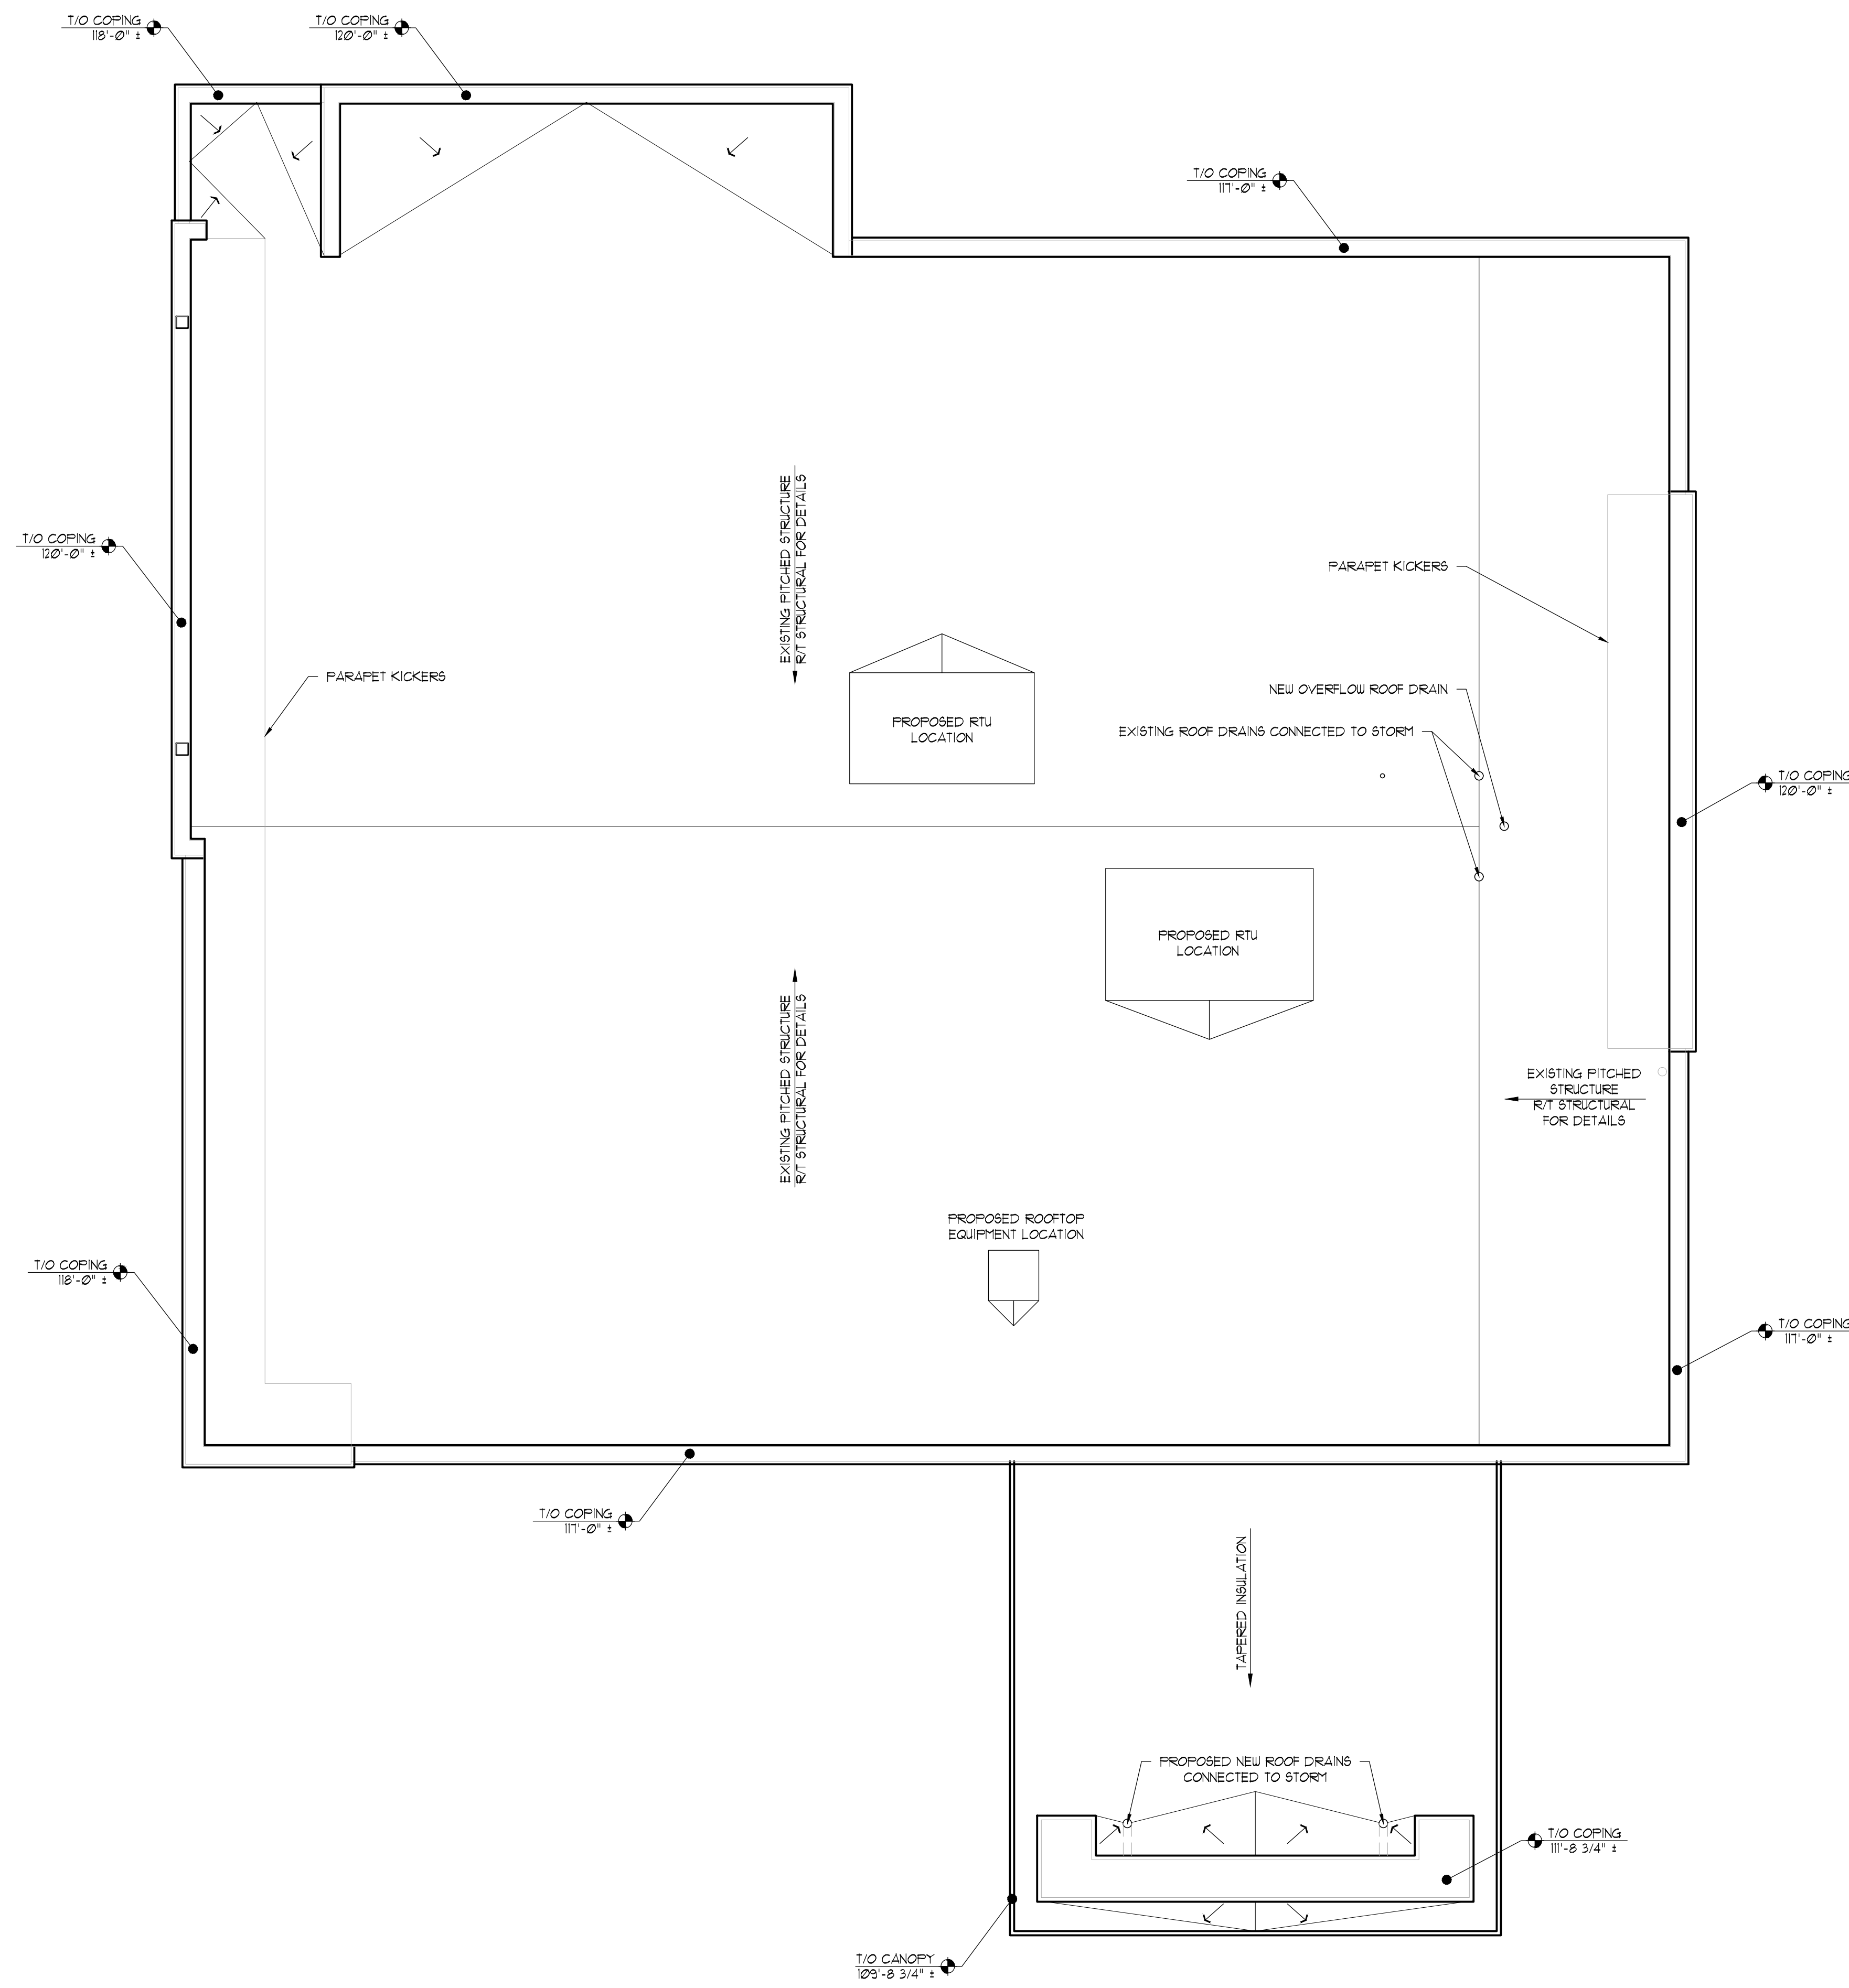 T/O COPING
118'-0" ±
T/O COPING
120'-0" ±
T/O COPING
117'-0" ±
EXISTING PITCHED STRUCTURE
R/T STRUCTURAL FOR DETAILS
T/O COPING
120'-0" ±
PARAPET KICKERS
PARAPET KICKERS
NEW OVERFLOW ROOF DRAIN
PROPOSED RTU
LOCATION
EXISTING ROOF DRAINS CONNECTED TO STORM
T/O COPING
120'-0" ±
PROPOSED RTU
LOCATION
EXISTING PITCHED STRUCTURE
R/T STRUCTURAL FOR DETAILS
EXISTING PITCHED
STRUCTURE
R/T STRUCTURAL
FOR DETAILS
PROPOSED ROOFTOP
EQUIPMENT LOCATION
T/O COPING
118'-0" ±
T/O COPING
117'-0" ±
T/O COPING
117'-0" ±
TAPERED INSULATION
PROPOSED NEW ROOF DRAINS
CONNECTED TO STORM
T/O COPING
111'-8 3/4" ±
T/O CANOPY
109'-8 3/4" ±